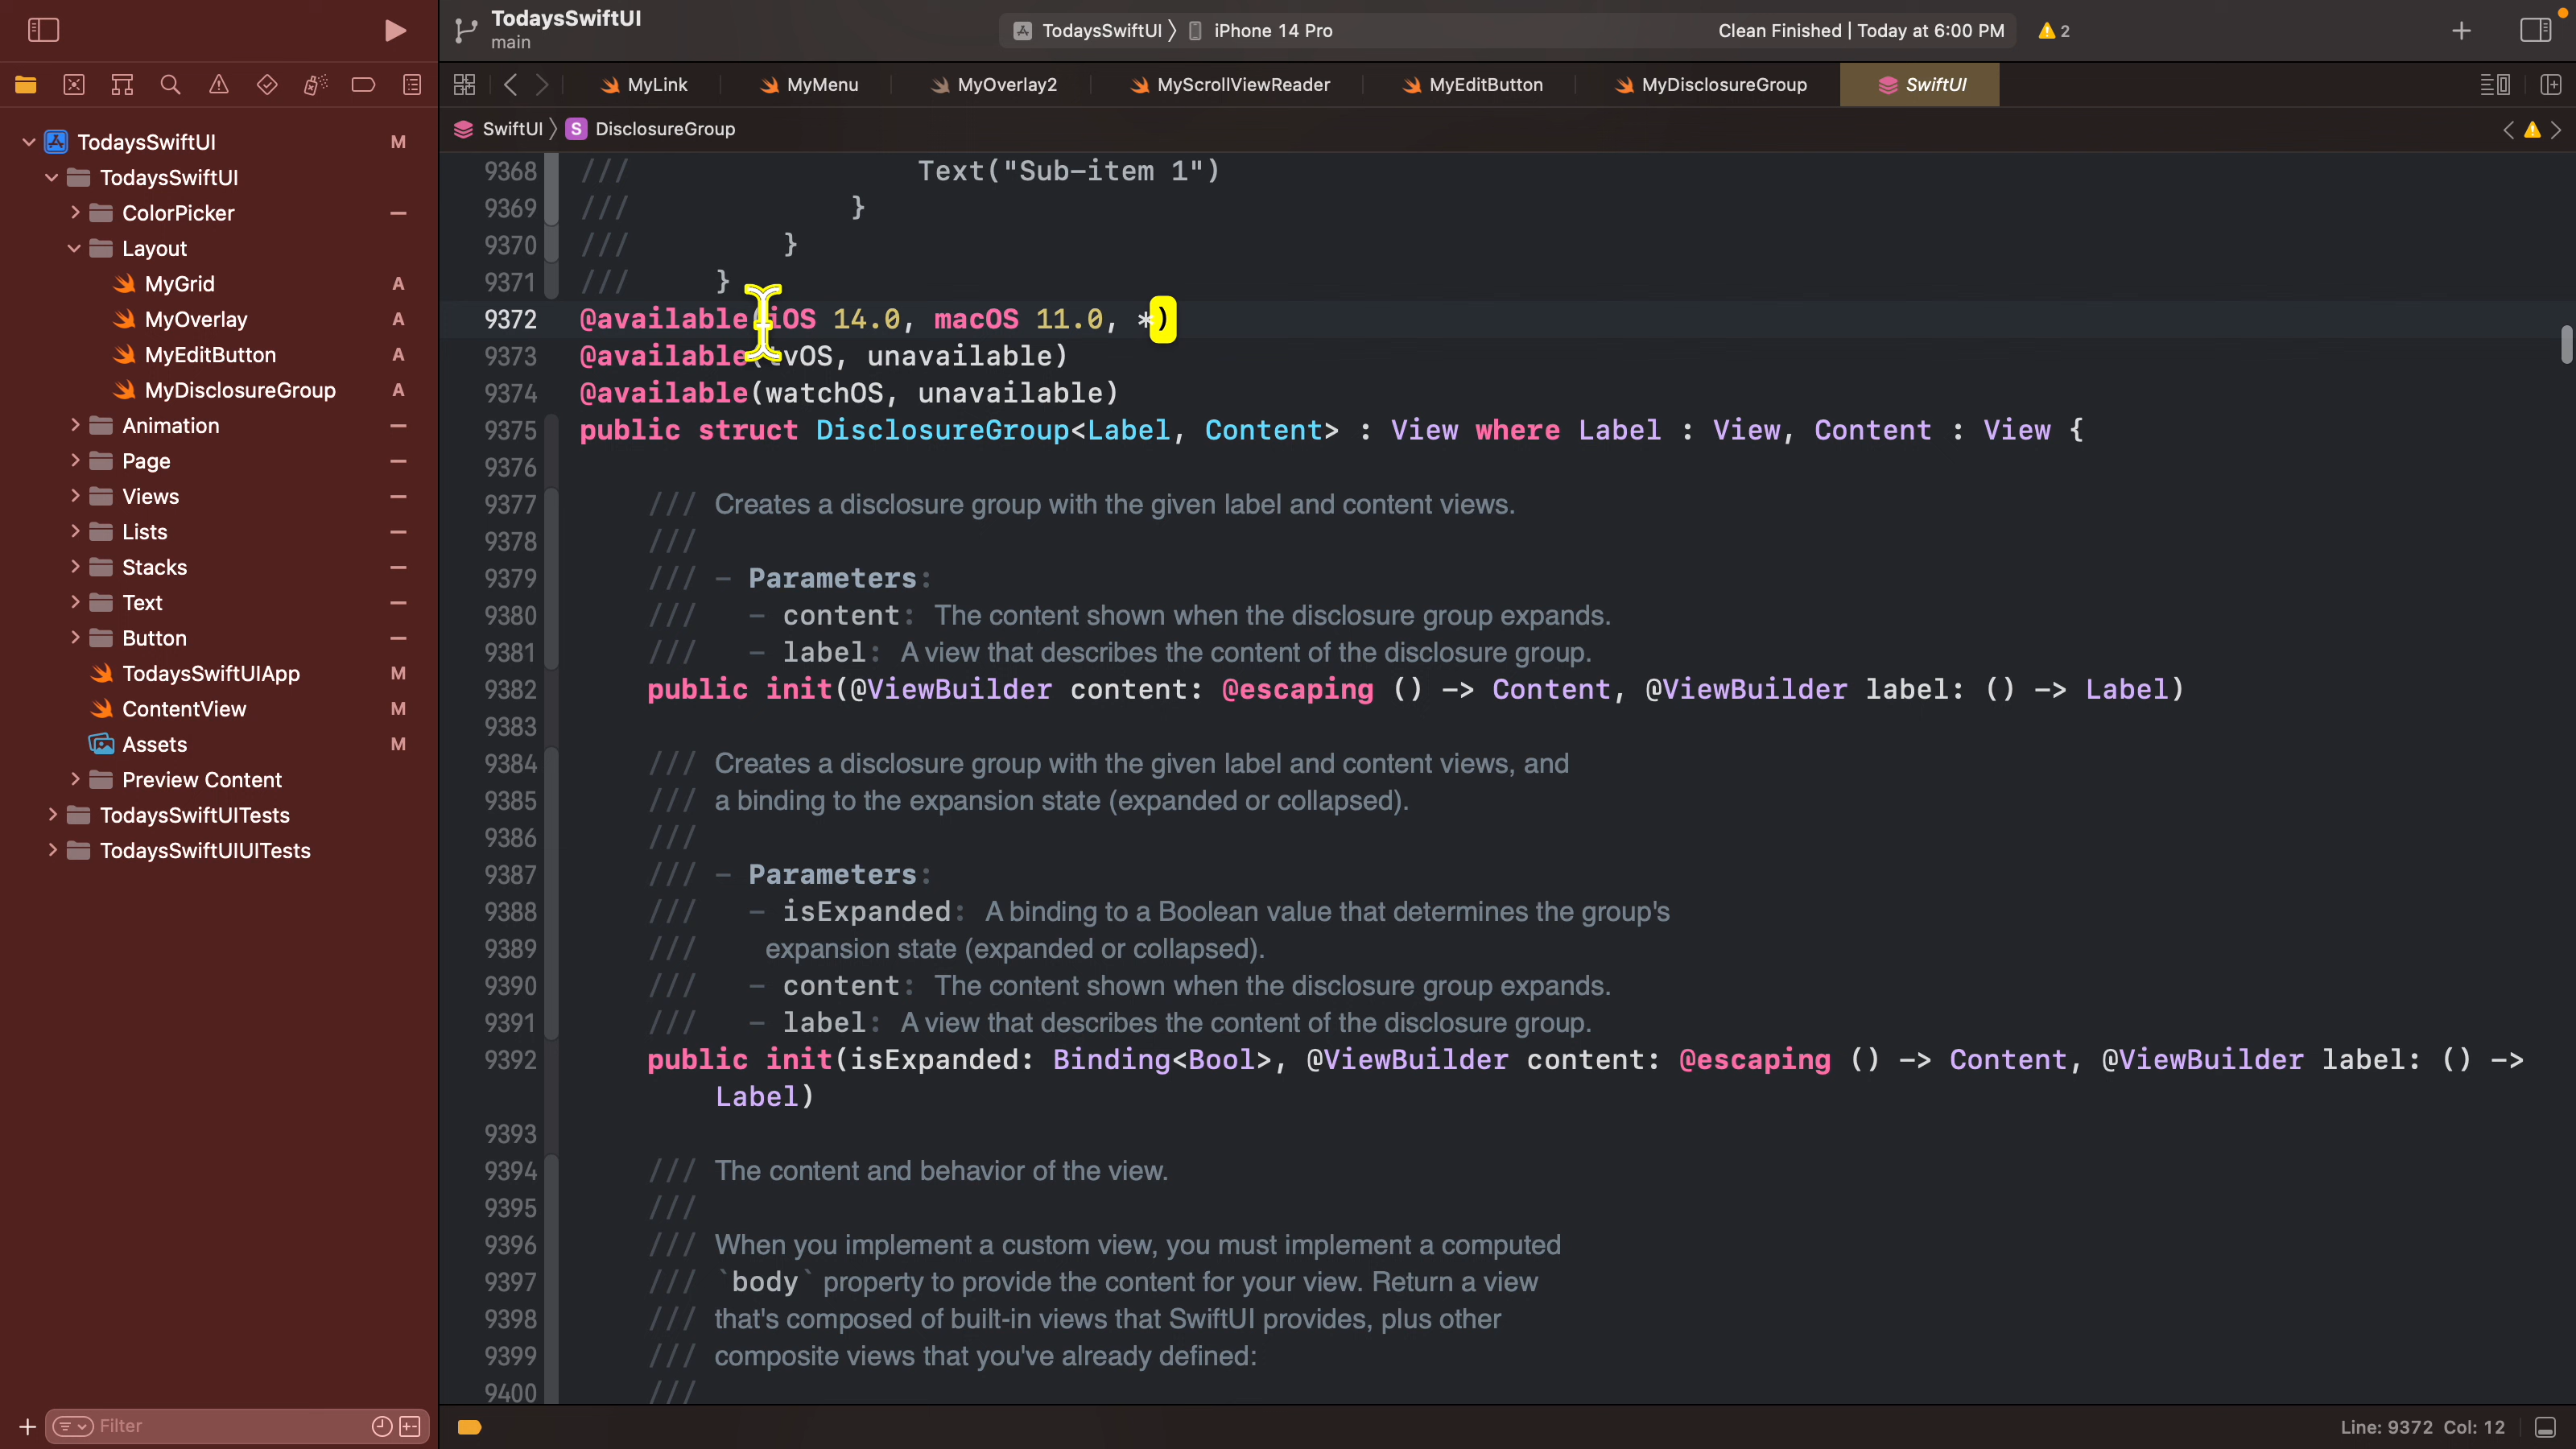 TodaysSwiftUI
main
TodaysSwiftUI 〉 iPhone 14 Pro
Clean Finished | Today at 6:00 PM
2
MyLink
MyMenu
MyOverlay2
MyScrollViewReader
MyEditButton
MyDisclosureGroup
SwiftUI
SwiftUI 〉 S DisclosureGroup
TodaysSwiftUI M
TodaysSwiftUI
ColorPicker
Layout
MyGrid A
MyOverlay A
MyEditButton A
MyDisclosureGroup A
Animation
Page
Views
Lists
Stacks
Text
Button
TodaysSwiftUIApp M
ContentView M
Assets M
Preview Content
TodaysSwiftUITests
TodaysSwiftUIUITests
Filter
9368 /// Text("Sub-item 1")
9369 /// }
9370 /// }
9371 /// }
9372 @available(iOS 14.0, macOS 11.0, *)
9373 @available(tvOS, unavailable)
9374 @available(watchOS, unavailable)
9375 public struct DisclosureGroup<Label, Content> : View where Label : View, Content : View {
9376
9377 /// Creates a disclosure group with the given label and content views.
9378 ///
9379 /// - Parameters:
9380 /// - content: The content shown when the disclosure group expands.
9381 /// - label: A view that describes the content of the disclosure group.
9382 public init(@ViewBuilder content: @escaping () -> Content, @ViewBuilder label: () -> Label)
9383
9384 /// Creates a disclosure group with the given label and content views, and
9385 /// a binding to the expansion state (expanded or collapsed).
9386 ///
9387 /// - Parameters:
9388 /// - isExpanded: A binding to a Boolean value that determines the group's
9389 /// expansion state (expanded or collapsed).
9390 /// - content: The content shown when the disclosure group expands.
9391 /// - label: A view that describes the content of the disclosure group.
9392 public init(isExpanded: Binding<Bool>, @ViewBuilder content: @escaping () -> Content, @ViewBuilder label: () ->
Label)
9393
9394 /// The content and behavior of the view.
9395 ///
9396 /// When you implement a custom view, you must implement a computed
9397 /// `body` property to provide the content for your view. Return a view
9398 /// that's composed of built-in views that SwiftUI provides, plus other
9399 /// composite views that you've already defined:
9400 ///
Line: 9372 Col: 12